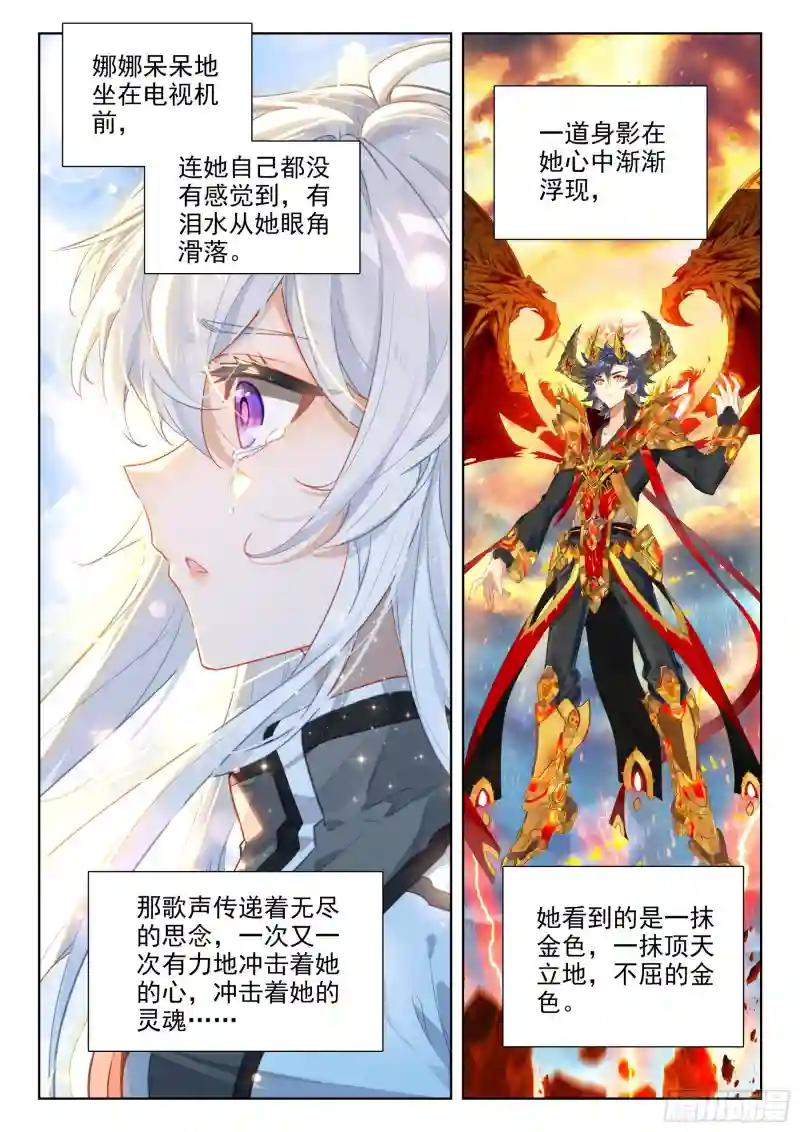 娜娜呆呆地
坐在电视机
前，
连她自己都没
有感觉到，有
泪水从她眼角
滑落。
那歌声传递着无尽
的思念，一次又一
次有力地冲击着她
的心，冲击着她的
灵魂……
一道身影在
她心中渐渐
浮现，
她看到的是一抹
金色，一抹顶天
立地，不屈的金
色。